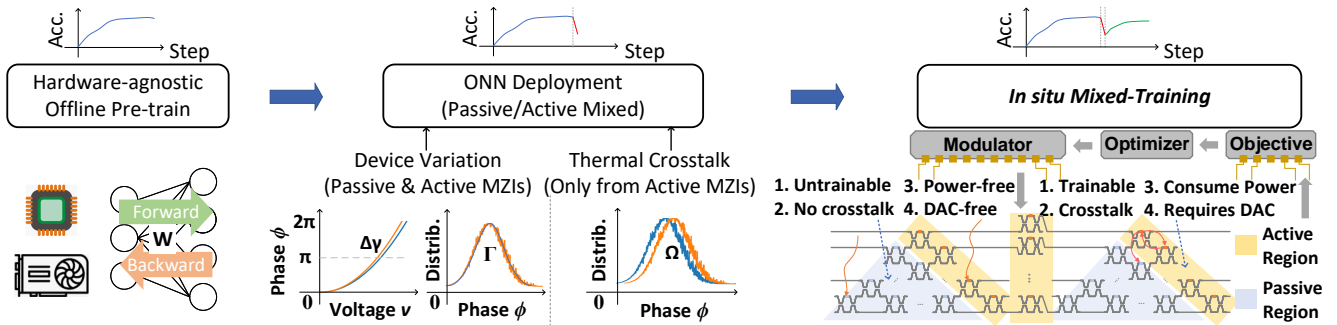 Acc.
Step
Hardware-agnostic
Offline Pre-train
Forward
W
Backward
Acc.
Step
ONN Deployment
(Passive/Active Mixed)
Device Variation
(Passive & Active MZIs)
Thermal Crosstalk
(Only from Active MZIs)
Phase ϕ
2π
π
0
Δγ
Voltage v
Distrib.
Γ
0
Phase ϕ
Distrib.
Ω
0
Phase ϕ
Acc.
Step
In situ Mixed-Training
Modulator
Optimizer
Objective
1. Untrainable
2. No crosstalk
3. Power-free
4. DAC-free
1. Trainable
2. Crosstalk
3. Consume Power
4. Requires DAC
...
...
...
...
...
Active
Region
Passive
Region